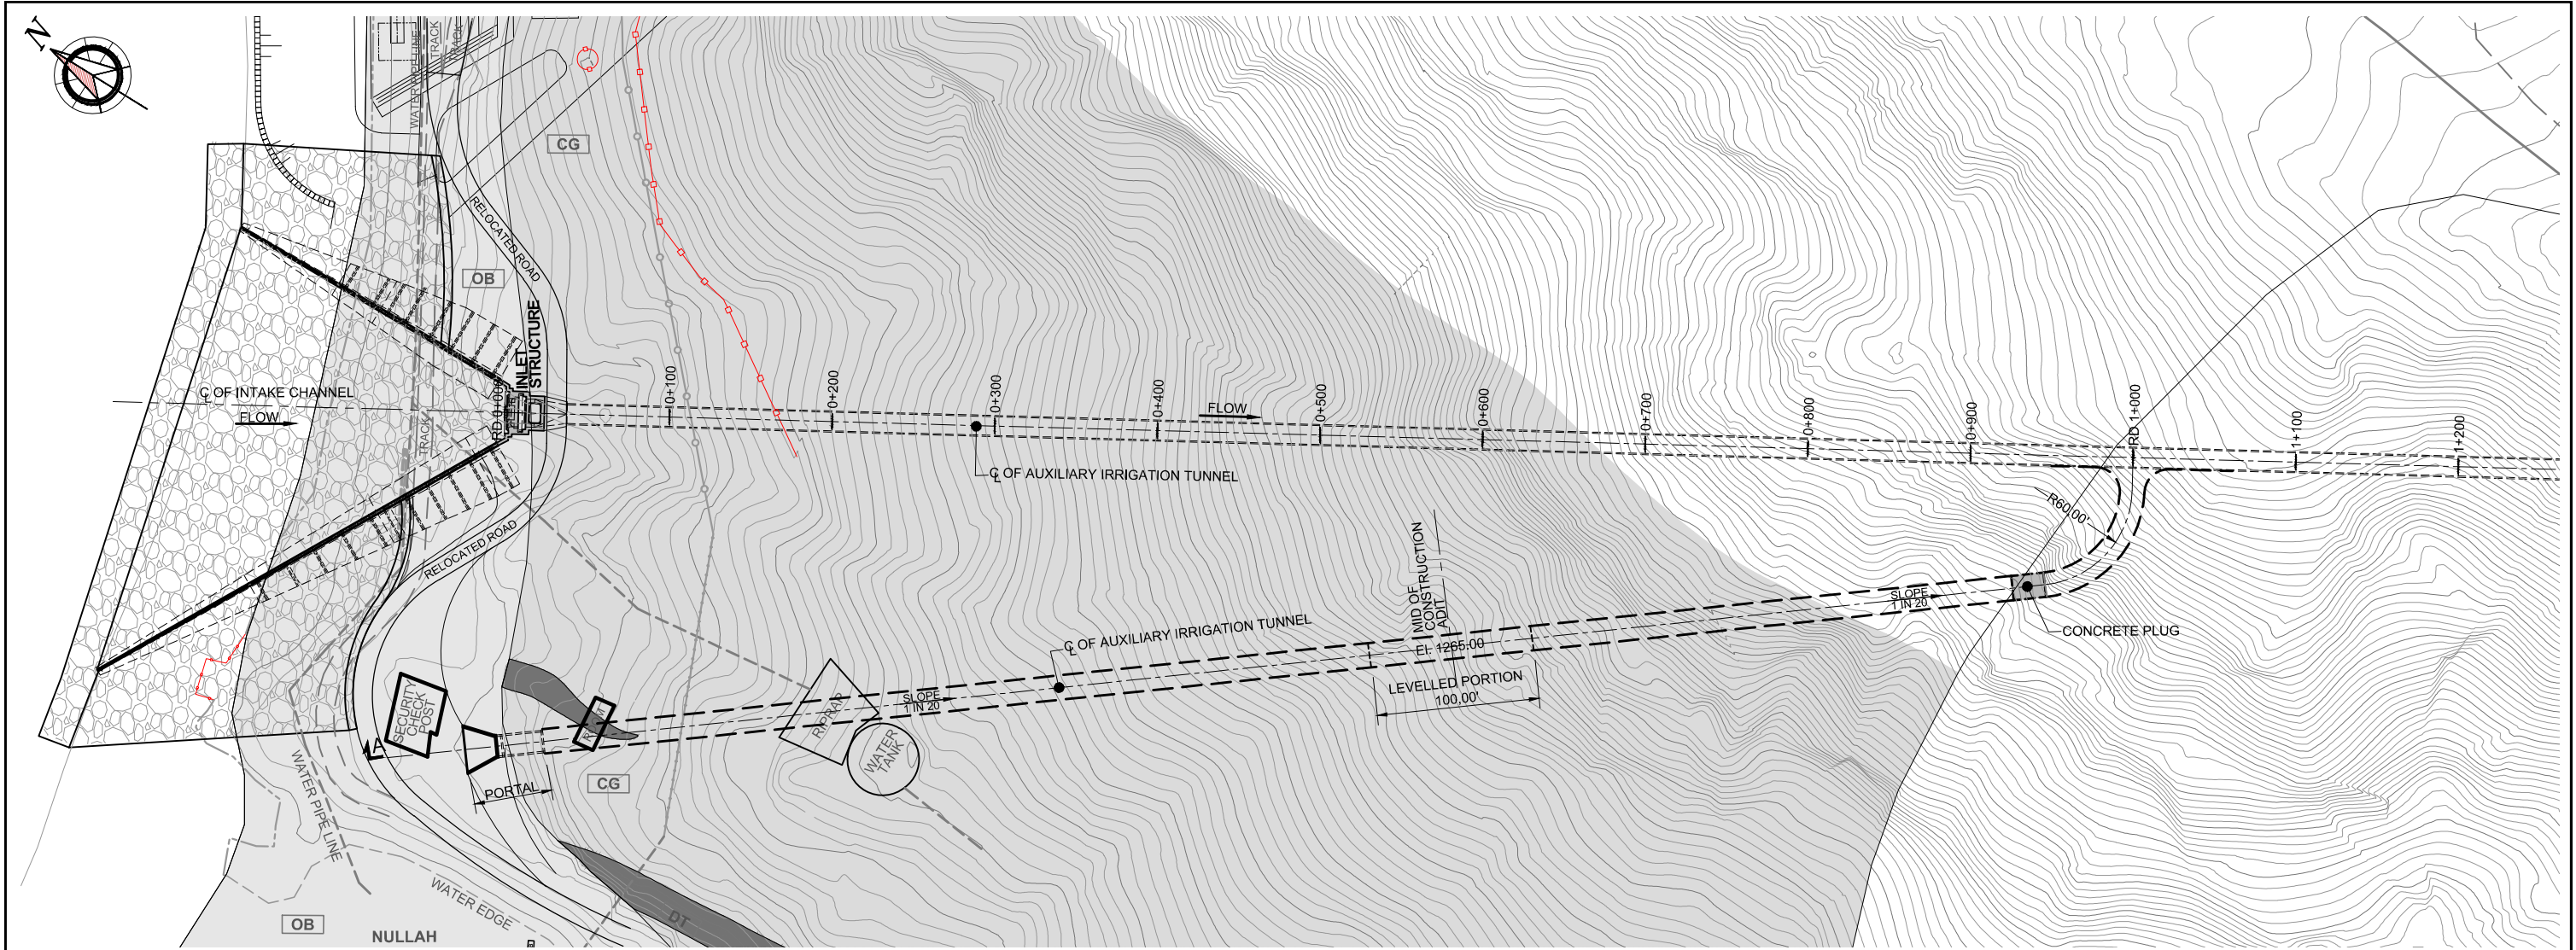 N
WATER PIPE LINE
TRACK
TRACK
CG
RELOCATED ROAD
OB
INLET
STRUCTURE
RD 0+000
℄ OF INTAKE CHANNEL
FLOW
TRACK
0+100
0+200
0+300
0+400
FLOW
0+500
0+600
0+700
0+800
0+900
RD 1+000
1+100
1+200
℄ OF AUXILIARY IRRIGATION TUNNEL
R60.00'
RELOCATED ROAD
MID OF
CONSTRUCTION
ADIT
El. 1265.00
LEVELLED PORTION
100.00'
SLOPE
1 IN 20
CONCRETE PLUG
℄ OF AUXILIARY IRRIGATION TUNNEL
SLOPE
1 IN 20
RIPRAP
WATER
TANK
SECURITY
CHECK
POST
A
PORTAL
CG
WATER PIPE LINE
WATER EDGE
OB
NULLAH
DT